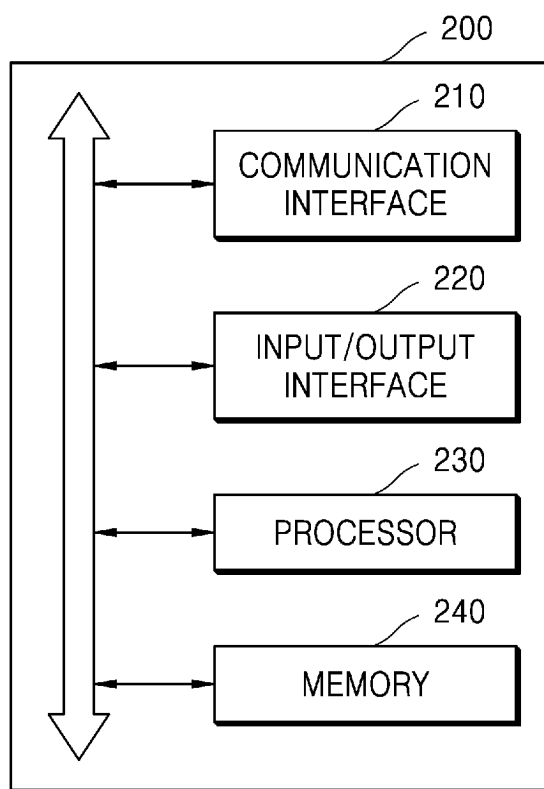 200
210
COMMUNICATION
INTERFACE
220
INPUT/OUTPUT
INTERFACE
230
PROCESSOR
240
MEMORY